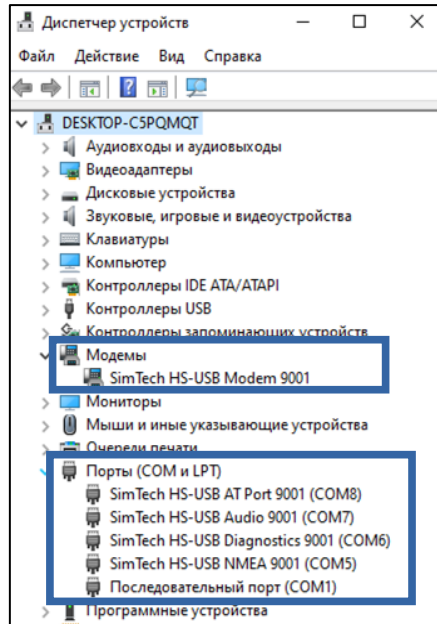 Диспетчер устройств
Файл Действие Вид Справка
DESKTOP-C5PQMQT
Аудиовходы и аудиовыходы
Видеоадаптеры
Дисковые устройства
Звуковые, игровые и видеоустройства
Клавиатуры
Компьютер
Контроллеры IDE ATA/ATAPI
Контроллеры USB
Контроллеры запоминающих устройств
Модемы
SimTech HS-USB Modem 9001
Мониторы
Мыши и иные указывающие устройства
Очереди печати
Порты (COM и LPT)
SimTech HS-USB AT Port 9001 (COM8)
SimTech HS-USB Audio 9001 (COM7)
SimTech HS-USB Diagnostics 9001 (COM6)
SimTech HS-USB NMEA 9001 (COM5)
Последовательный порт (COM1)
Программные устройства